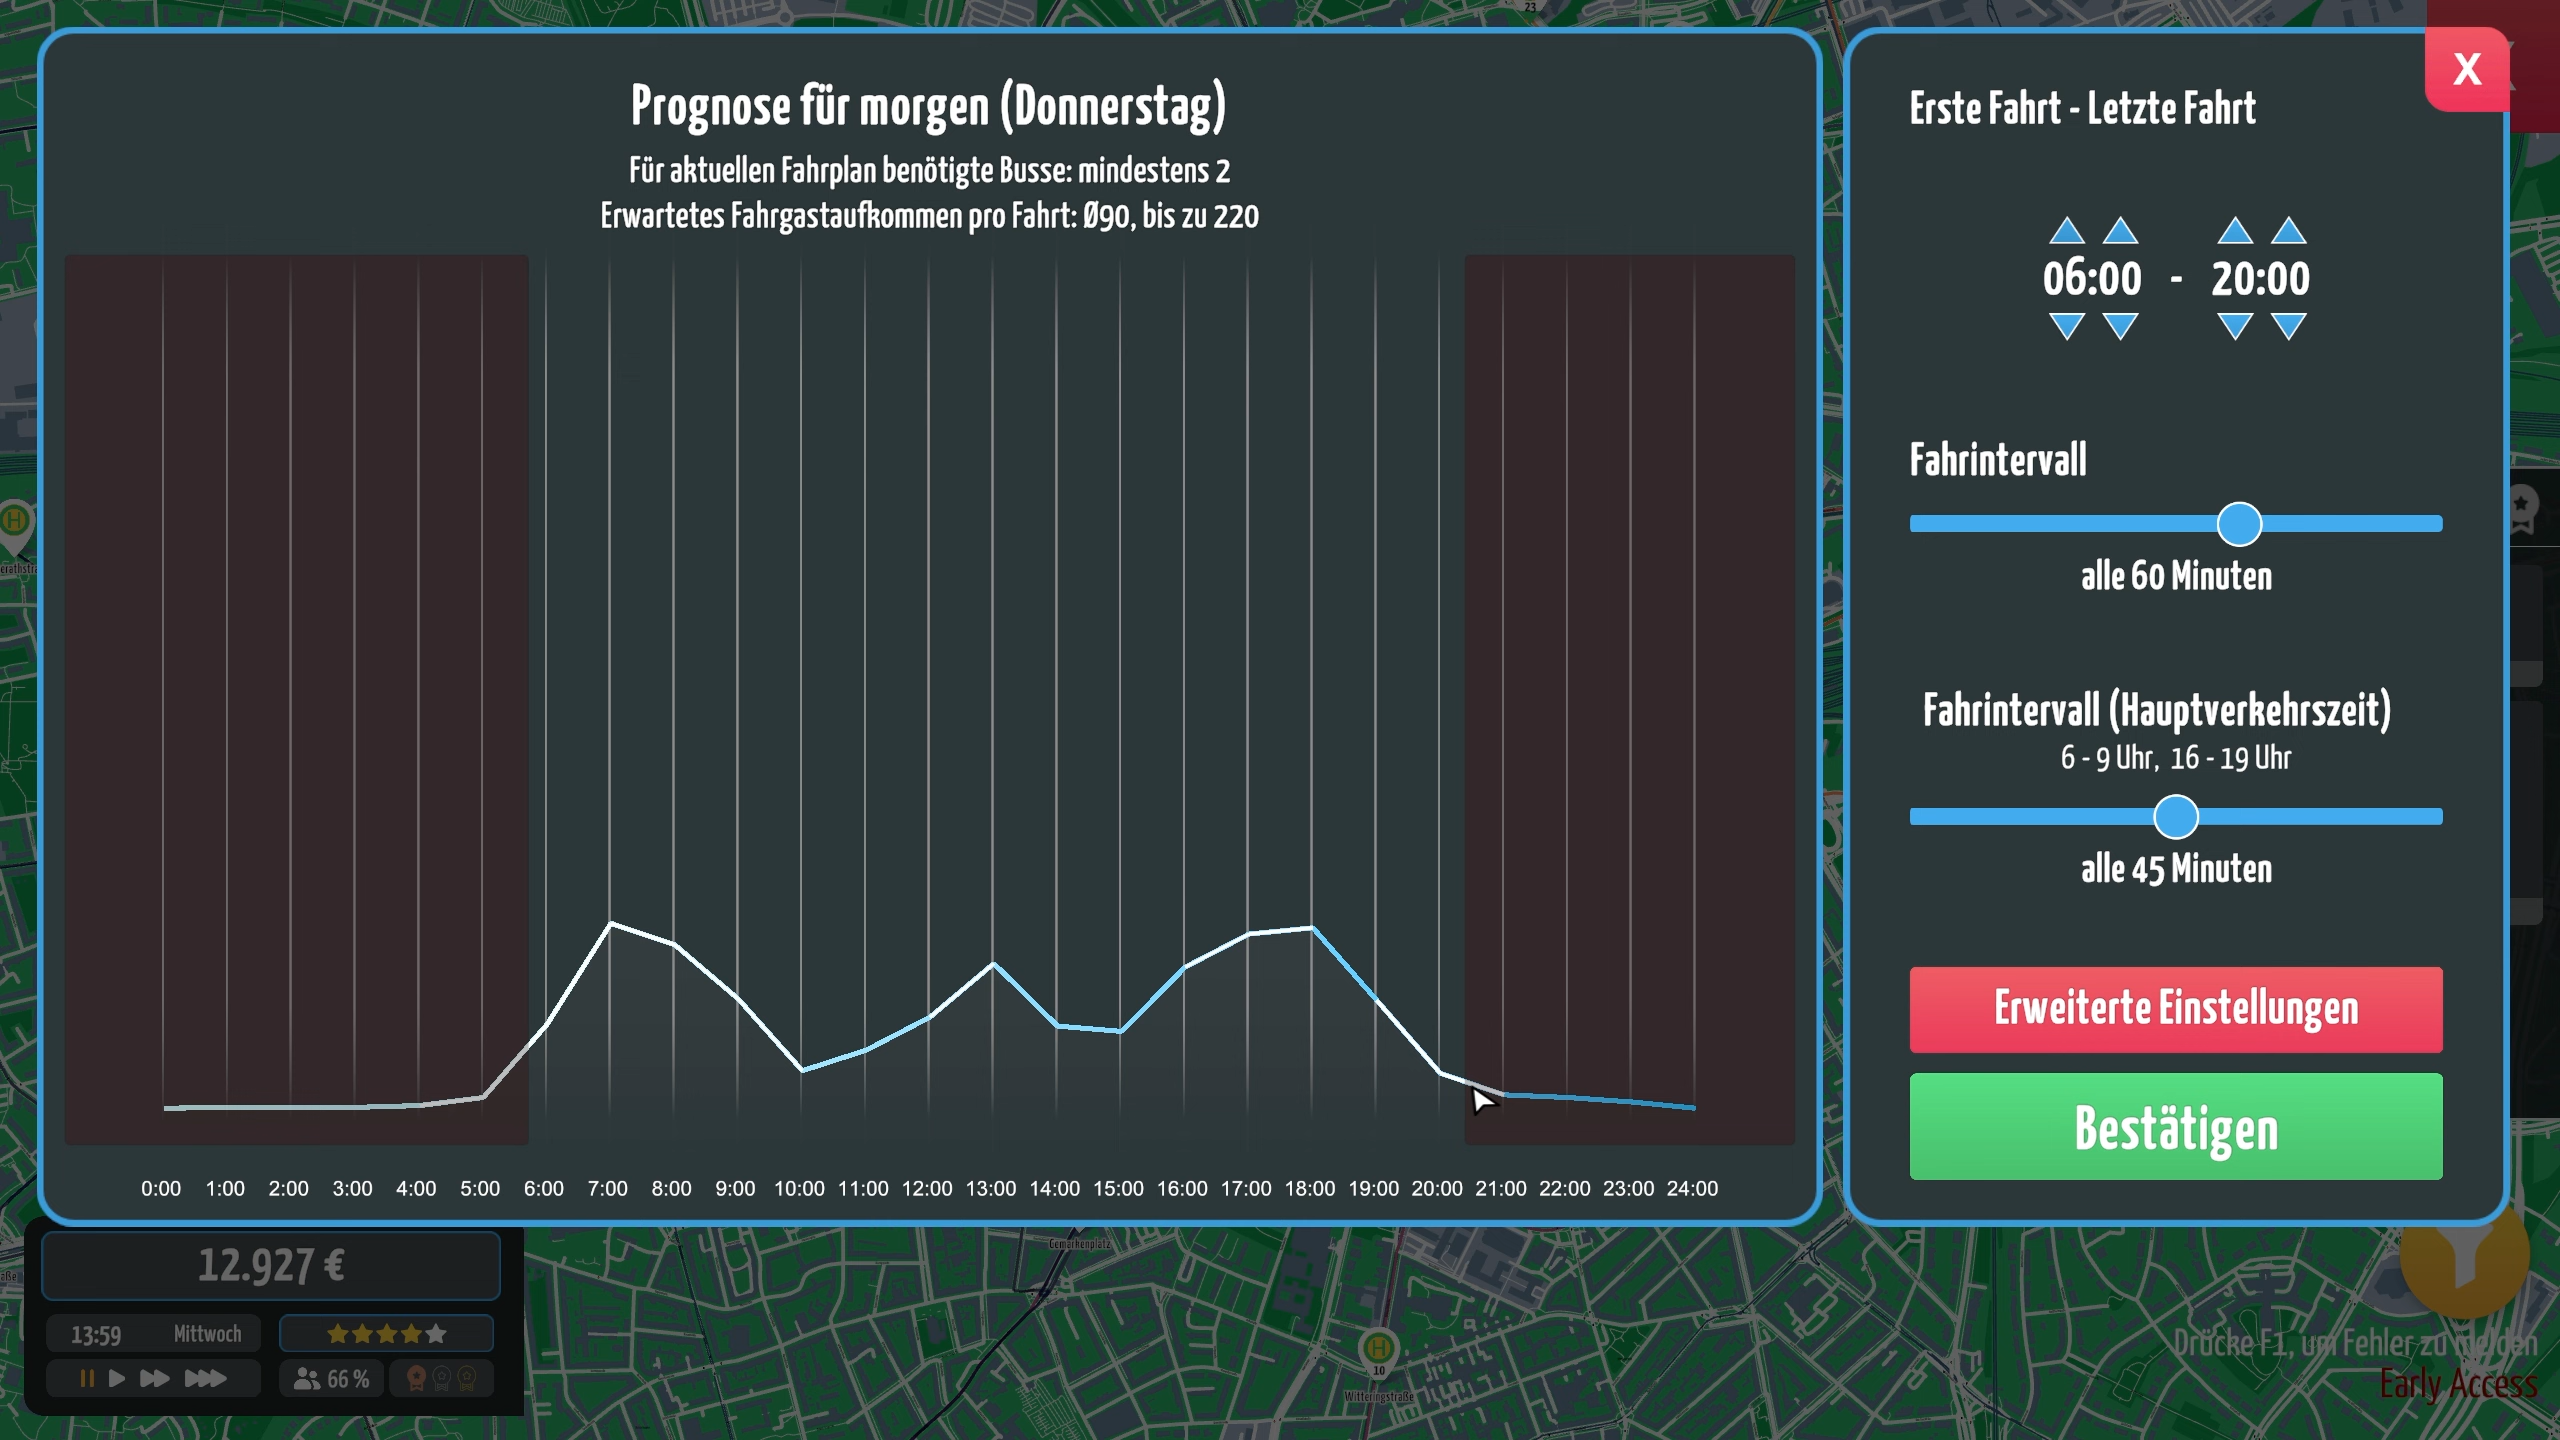 23
Prognose für morgen (Donnerstag)
Für aktuellen Fahrplan benötigte Busse: mindestens 2
Erwartetes Fahrgastaufkommen pro Fahrt: Ø90, bis zu 220
0:00 1:00 2:00 3:00 4:00 5:00 6:00 7:00 8:00 9:00 10:00 11:00 12:00 13:00 14:00 15:00 16:00 17:00 18:00 19:00 20:00 21:00 22:00 23:00 24:00
X
Erste Fahrt - Letzte Fahrt
06:00 - 20:00
Fahrintervall
alle 60 Minuten
Fahrintervall (Hauptverkehrszeit)
6 - 9 Uhr, 16 - 19 Uhr
alle 45 Minuten
Erweiterte Einstellungen
Bestätigen
H
12.927 €
13:59 Mittwoch
66 %
Gemarkenplatz
H
10
Witteringstraße
Drücke F1, um Fehler zu melden
Early Access